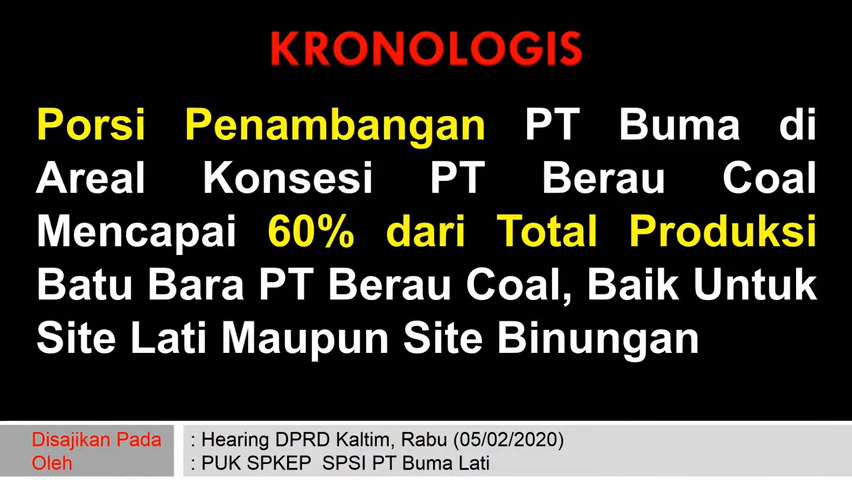 KRONOLOGIS
Porsi Penambangan PT Buma di
Areal Konsesi PT Berau Coal
Mencapai 60% dari Total Produksi
Batu Bara PT Berau Coal, Baik Untuk
Site Lati Maupun Site Binungan
Disajikan Pada : Hearing DPRD Kaltim, Rabu (05/02/2020)
Oleh : PUK SPKEP SPSI PT Buma Lati